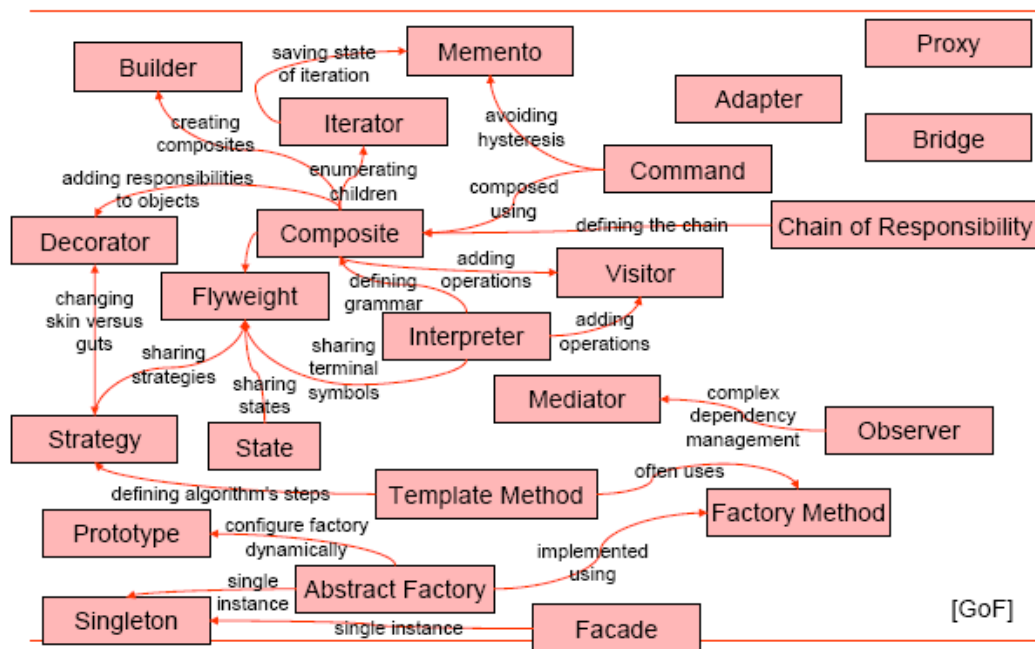 Builder
saving state
of iteration
Memento
Proxy
Adapter
Iterator
creating
composites
avoiding
hysteresis
Bridge
enumerating
children
Command
adding responsibilities
to objects
composed
using
Decorator
Composite
defining the chain
Chain of Responsibility
adding
operations
Visitor
changing
skin versus
guts
Flyweight
defining
grammar
Interpreter
adding
operations
sharing
strategies
sharing
terminal
symbols
sharing
states
Mediator
complex
dependency
management
Observer
Strategy
State
often uses
defining algorithm's steps
Template Method
Factory Method
Prototype
configure factory
dynamically
implemented
using
single
instance
Abstract Factory
Singleton
single instance
Facade
[GoF]